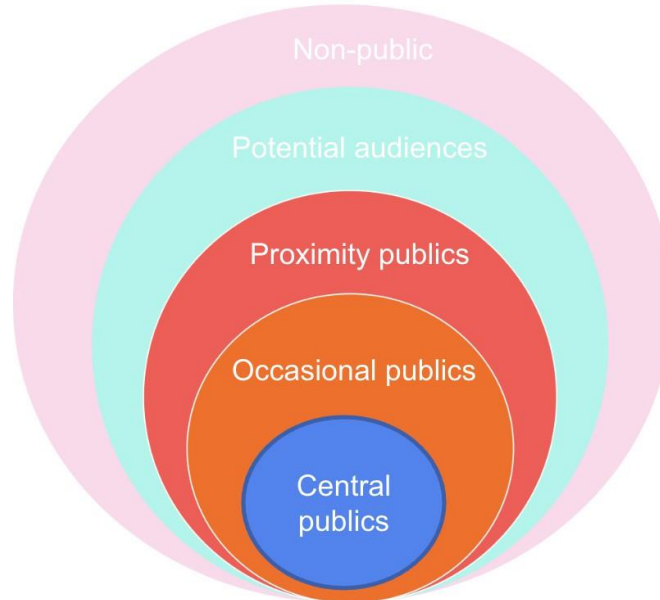 Non-public
Potential audiences
Proximity publics
Occasional publics
Central
publics